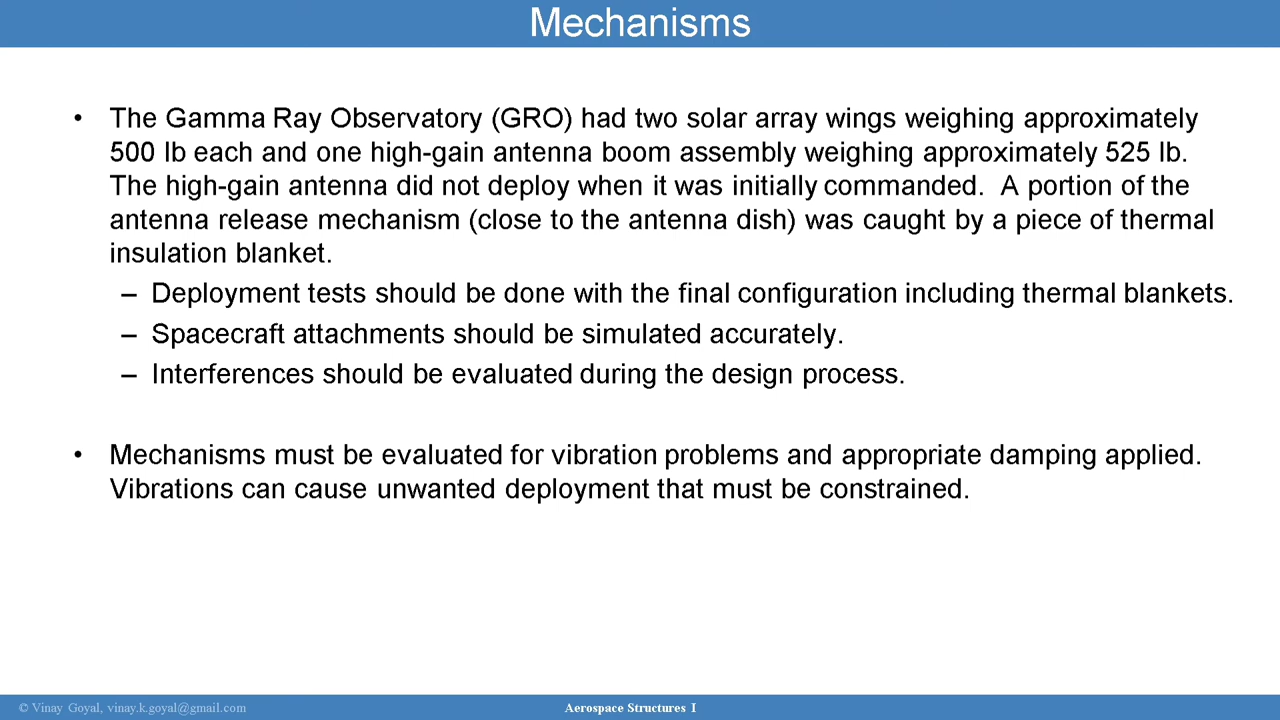 Mechanisms
• The Gamma Ray Observatory (GRO) had two solar array wings weighing approximately
500 lb each and one high-gain antenna boom assembly weighing approximately 525 lb.
The high-gain antenna did not deploy when it was initially commanded. A portion of the
antenna release mechanism (close to the antenna dish) was caught by a piece of thermal
insulation blanket.
– Deployment tests should be done with the final configuration including thermal blankets.
– Spacecraft attachments should be simulated accurately.
– Interferences should be evaluated during the design process.
• Mechanisms must be evaluated for vibration problems and appropriate damping applied.
Vibrations can cause unwanted deployment that must be constrained.
© Vinay Goyal, vinay.k.goyal@gmail.com
Aerospace Structures I